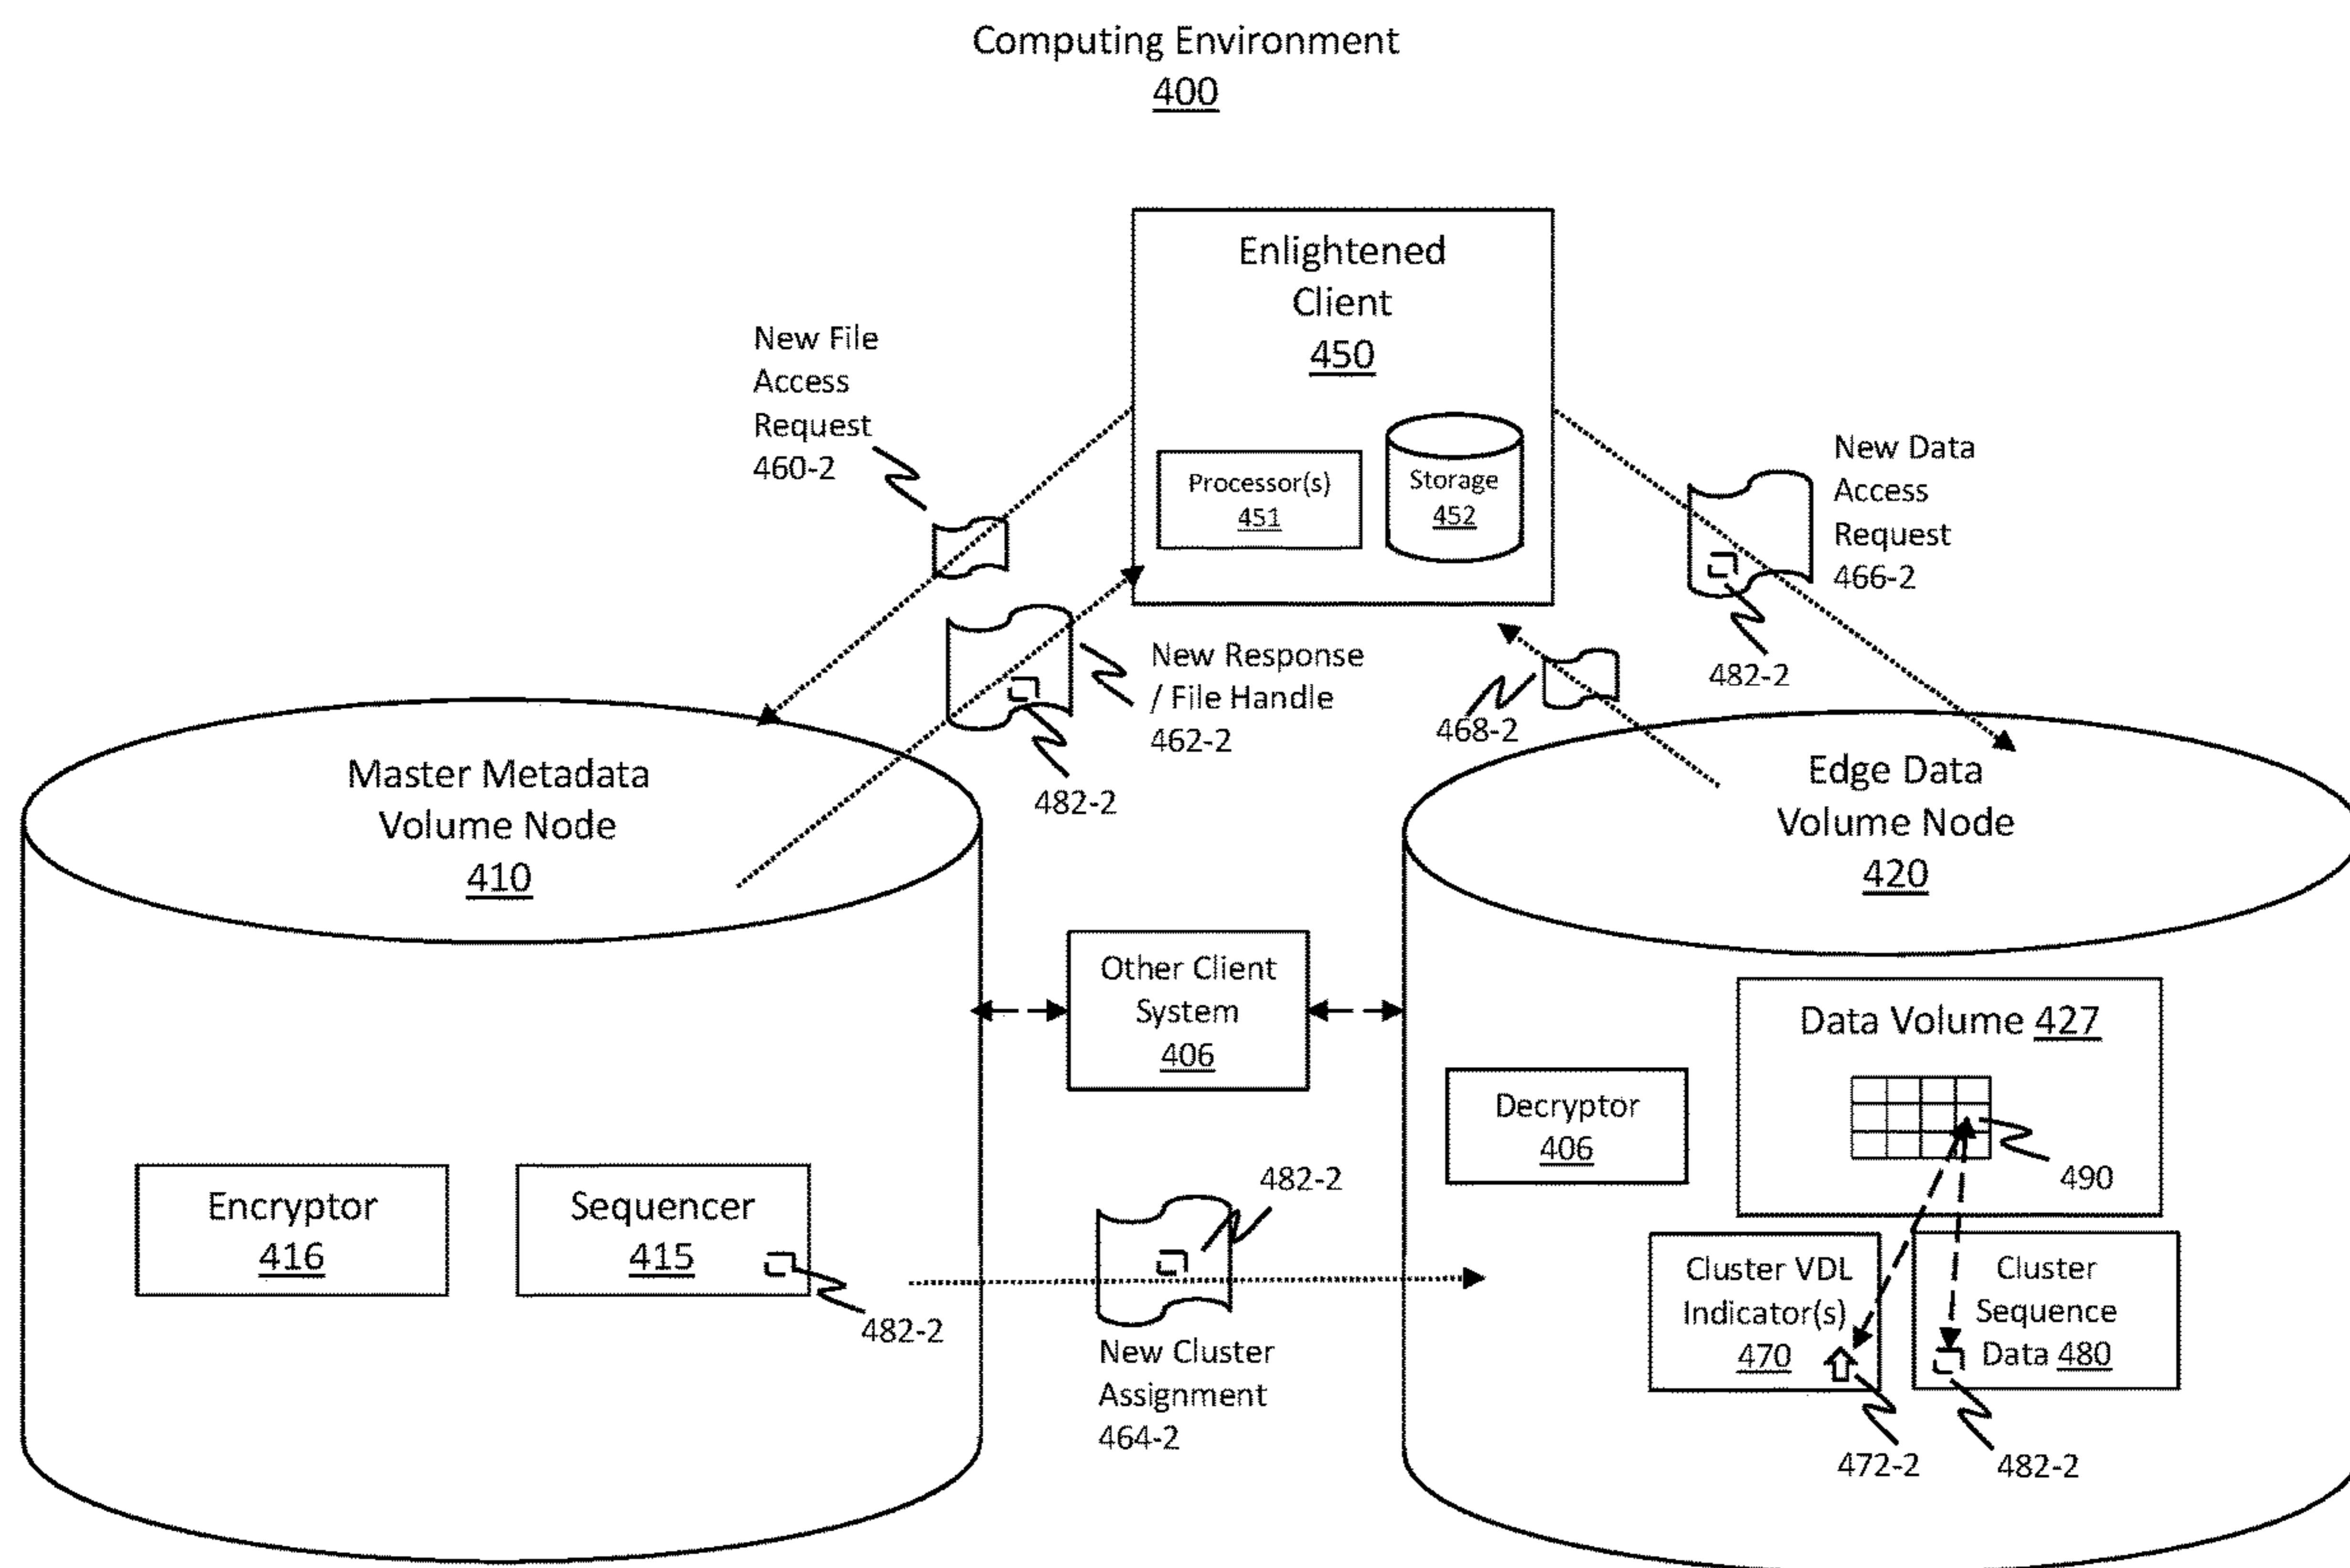 Computing Environment
400
Enlightened
Client
450
Processor(s)
451
Storage
452
New File
Access
Request
460-2
New Data
Access
Request
466-2
482-2
New Response
/ File Handle
462-2
482-2
468-2
Master Metadata
Volume Node
410
Edge Data
Volume Node
420
Other Client
System
406
Data Volume 427
490
Decryptor
406
Encryptor
416
Sequencer
415
482-2
482-2
New Cluster
Assignment
464-2
Cluster VDL
Indicator(s)
470
472-2
Cluster
Sequence
Data 480
482-2